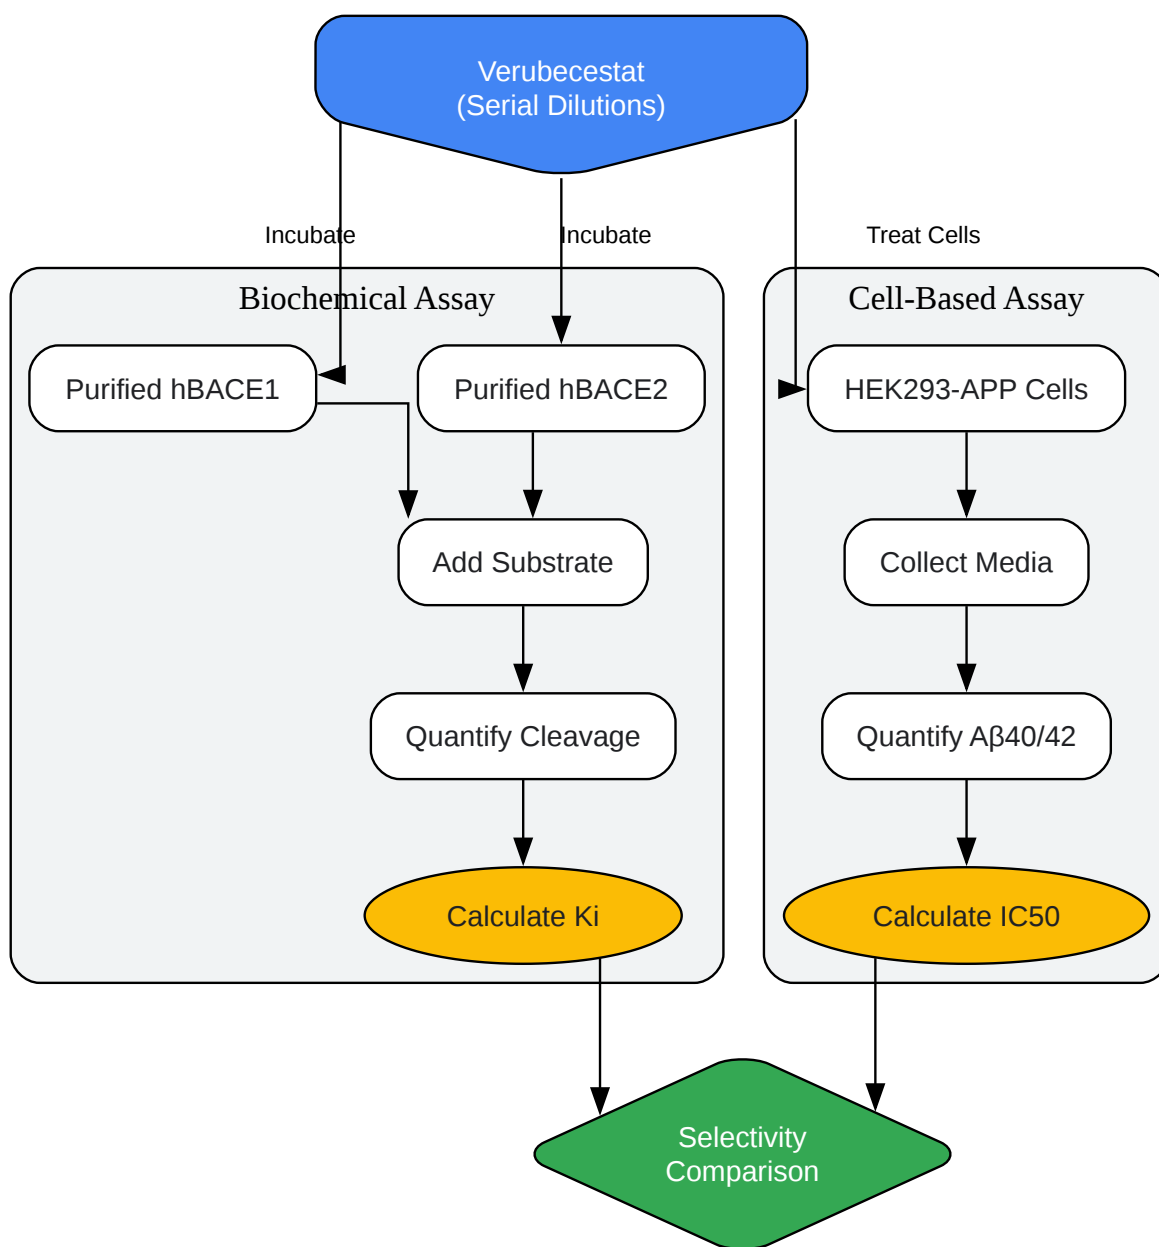 Verubecestat
(Serial Dilutions)
Incubate
Incubate
Treat Cells
Biochemical Assay
Cell-Based Assay
Purified hBACE1
Purified hBACE2
HEK293-APP Cells
Add Substrate
Collect Media
Quantify Cleavage
Quantify Aβ40/42
Calculate Ki
Calculate IC50
Selectivity
Comparison